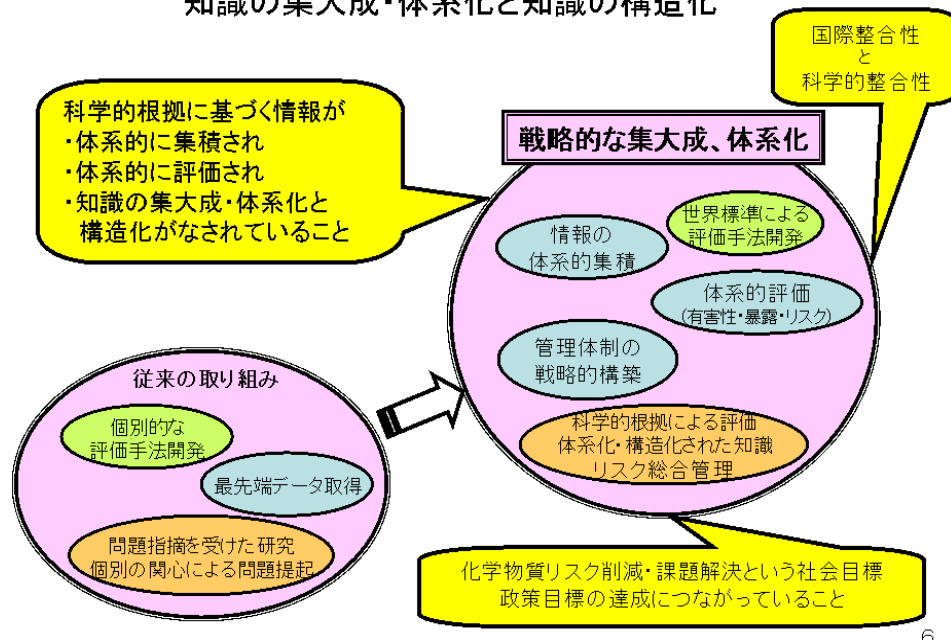 知識の集大成・体系化と知識の構造化
国際整合性
と
科学的整合性
科学的根拠に基づく情報が
・体系的に集積され
・体系的に評価され
・知識の集大成・体系化と
構造化がなされていること
戦略的な集大成、体系化
世界標準による
評価手法開発
情報の
体系的集積
体系的評価
(有害性・暴露・リスク)
管理体制の
戦略的構築
科学的根拠による評価
体系化・構造化された知識
リスク総合管理
従来の取り組み
個別的な
評価手法開発
最先端データ取得
問題指摘を受けた研究
個別の関心による問題提起
化学物質リスク削減・課題解決という社会目標
政策目標の達成につながっていること
6